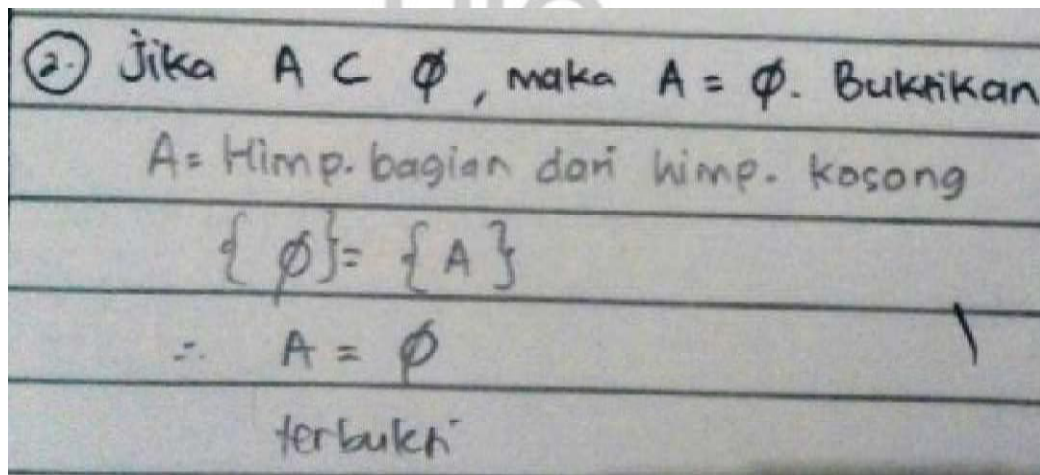 2. Jika A ⊂ ∅, maka A = ∅. Buktikan
A = Himp. bagian dari himp. kosong
{ ∅ } = { A }
∴ A = ∅
terbukti